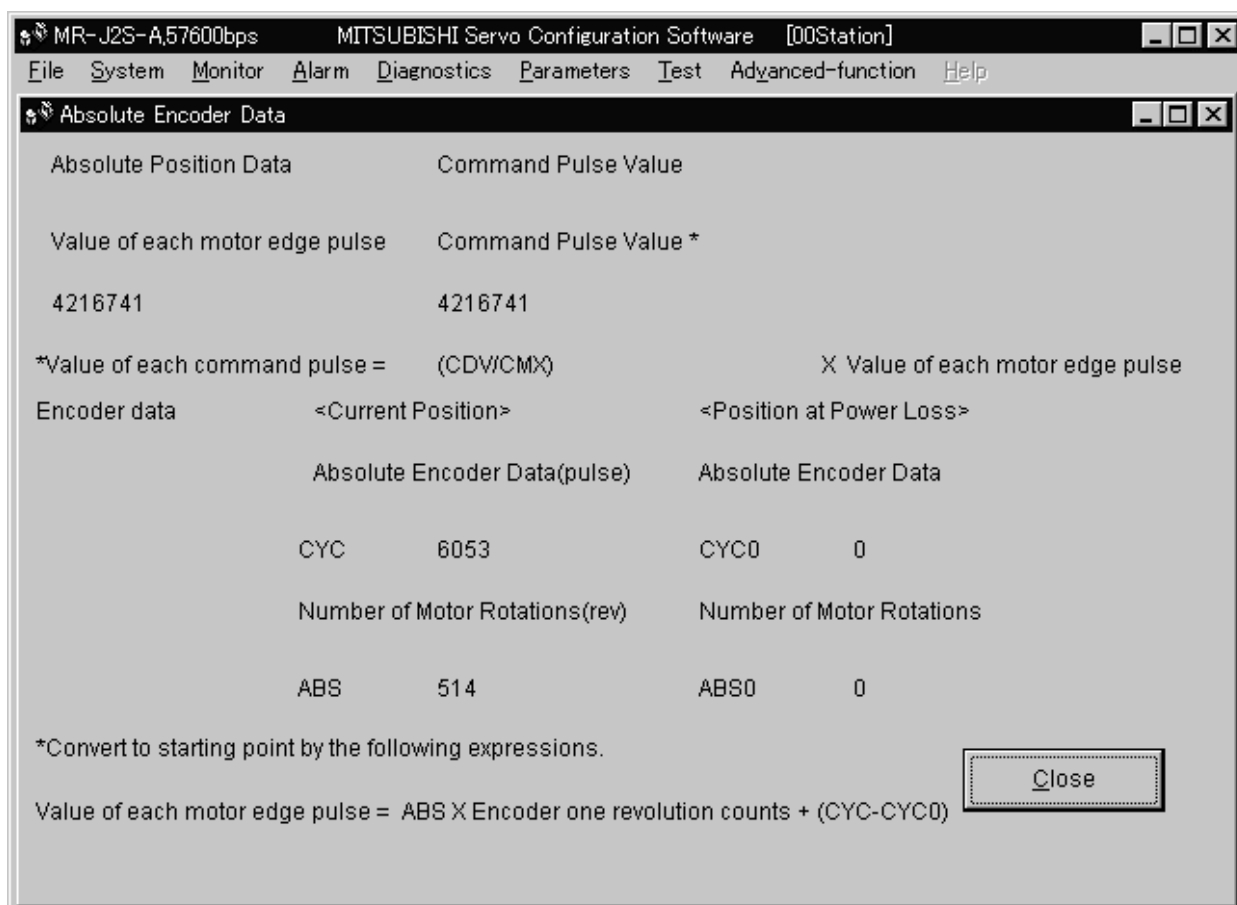 MR-J2S-A,57600bps MITSUBISHI Servo Configuration Software [00Station]
File System Monitor Alarm Diagnostics Parameters Test Advanced-function Help
Absolute Encoder Data
Absolute Position Data Command Pulse Value
Value of each motor edge pulse Command Pulse Value *
4216741 4216741
*Value of each command pulse = (CDV/CMX) X Value of each motor edge pulse
Encoder data <Current Position> <Position at Power Loss>
Absolute Encoder Data(pulse) Absolute Encoder Data
CYC 6053 CYC0 0
Number of Motor Rotations(rev) Number of Motor Rotations
ABS 514 ABS0 0
*Convert to starting point by the following expressions.
Close
Value of each motor edge pulse = ABS X Encoder one revolution counts + (CYC-CYC0)